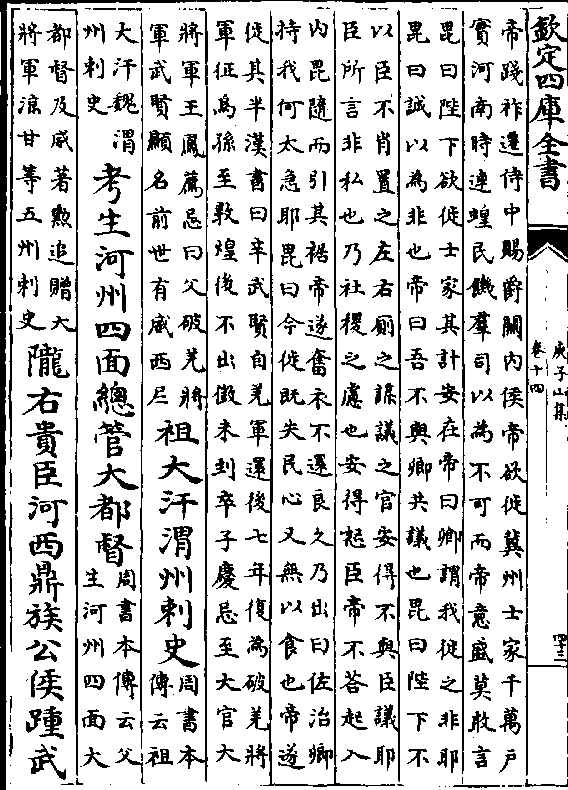 欽定四庫全書
庾子山集
卷十四
四十三
帝踐祚遷侍中賜爵關內侯帝欲徙冀州士家千萬戶
實河南時連蝗民饑羣司以為不可而帝意盛莫敢言
毘曰陛下欲徙士家其計安在帝曰卿謂我徙之非耶
毘曰誠以為非也帝曰吾不與卿共議也毘曰陛下不
以臣不肖置之左右廁之謀議之官安得不與臣議耶
臣所言非私也乃社稷之慮也安得怒臣帝不荅起入
内毘隨而引其裾帝遂奮衣不還良久乃出曰佐治卿
持我何太急耶毘曰今徙既失民心又無以食也帝遂
徙其半漢書曰辛武賢自羌軍還後七年復為破羌將
軍征烏孫至敦煌後不出徵未到卒子慶忌至大官大
將軍王鳳薦忌曰父破羌將
軍武賢顯名前世有威西𡰥
祖大汗渭州刺史
周書本
傳云祖
大汗魏渭
州刺史
考生河州四面總管大都督
周書本傳云父
生河州四面大
都督及威著勲追贈大
將軍涼甘等五州刺史
隴右貴臣河西鼎族公侯踵武